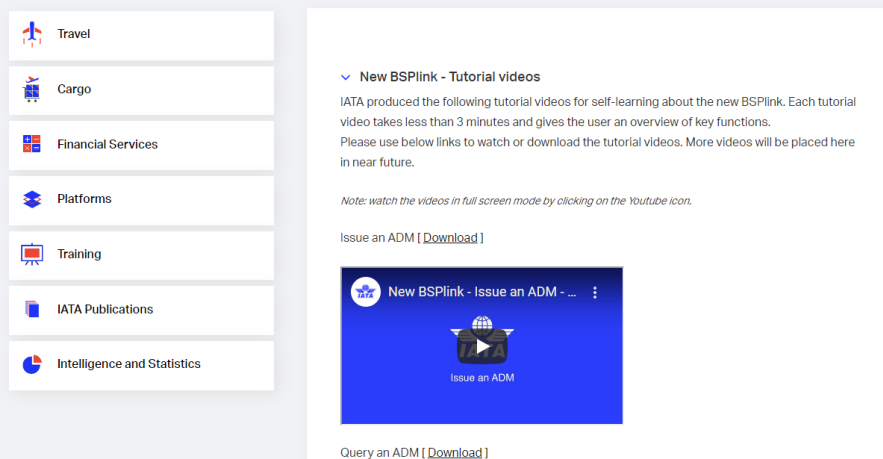 Travel
Cargo
Financial Services
Platforms
Training
IATA Publications
Intelligence and Statistics
New BSPlink - Tutorial videos
IATA produced the following tutorial videos for self-learning about the new BSPlink. Each tutorial
video takes less than 3 minutes and gives the user an overview of key functions.
Please use below links to watch or download the tutorial videos. More videos will be placed here
in near future.
Note: watch the videos in full screen mode by clicking on the Youtube icon.
Issue an ADM [ Download ]
IATA
New BSPlink - Issue an ADM - ...
IATA
Issue an ADM
Query an ADM [ Download ]